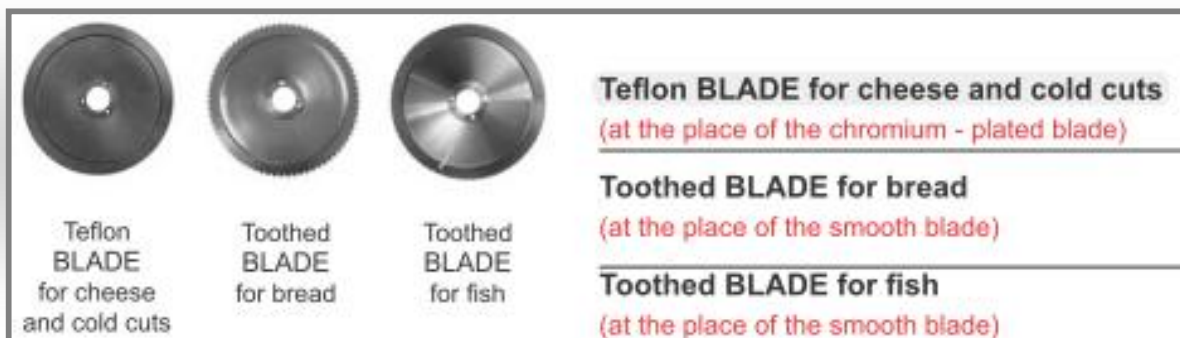 Teflon
BLADE
for cheese
and cold cuts
Toothed
BLADE
for bread
Toothed
BLADE
for fish
Teflon BLADE for cheese and cold cuts
(at the place of the chromium - plated blade)
Toothed BLADE for bread
(at the place of the smooth blade)
Toothed BLADE for fish
(at the place of the smooth blade)